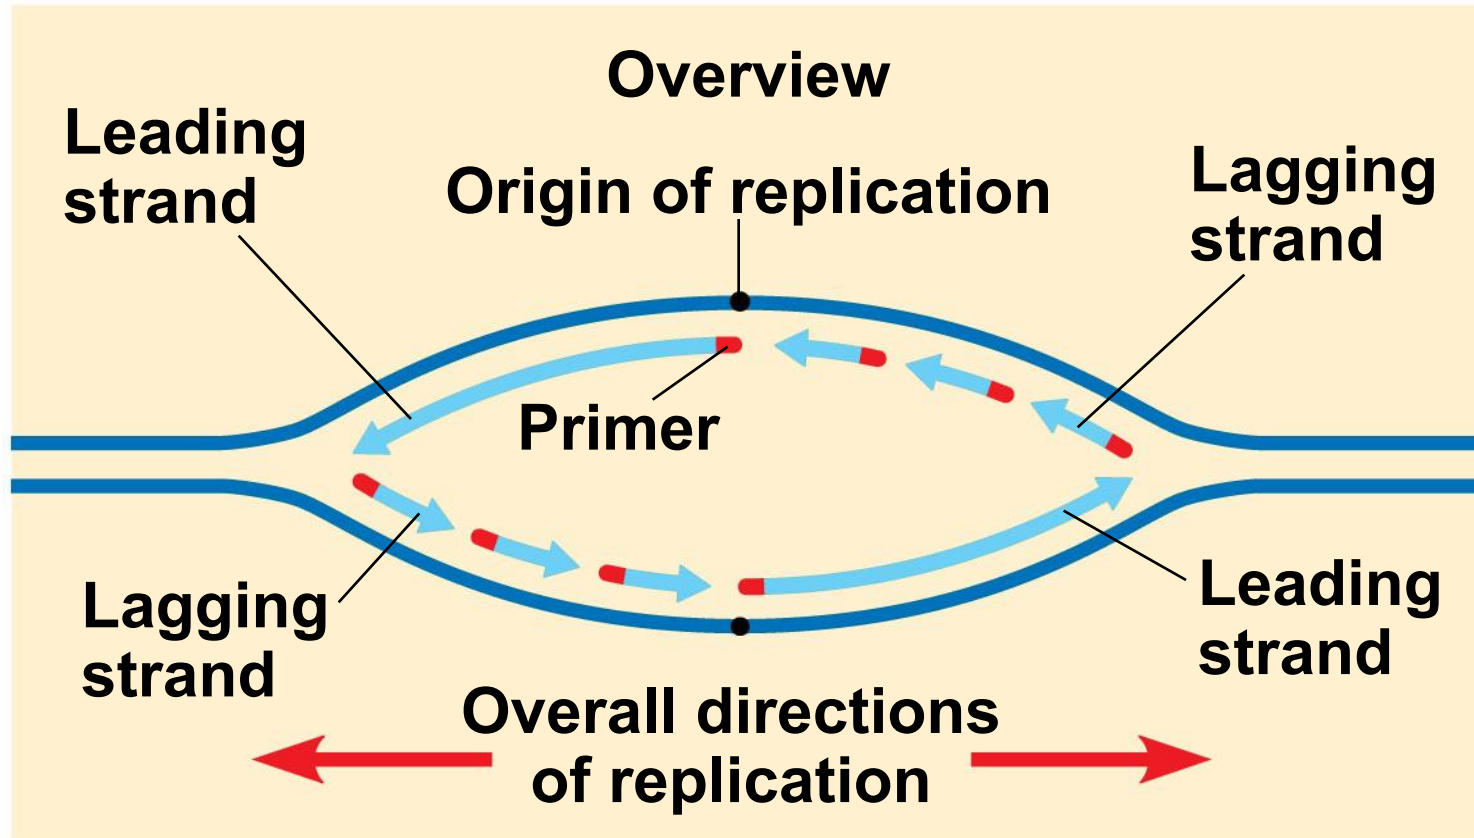 Overview
Leading
strand
Origin of replication
Lagging
strand
Primer
Lagging
strand
Leading
strand
Overall directions
of replication